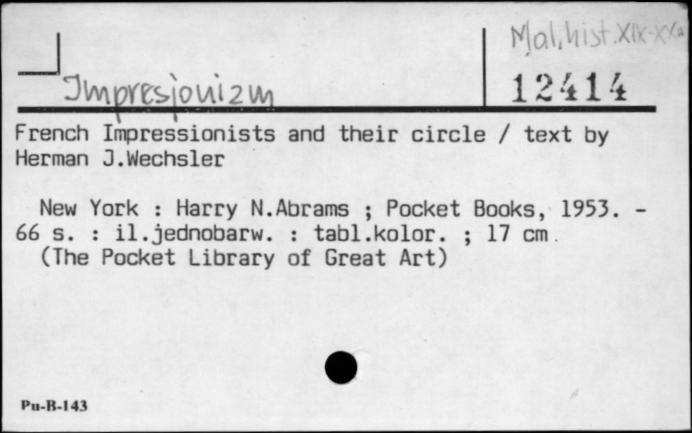 Mal, hist. XIX-XX
12414
Impresjonizm
French Impressionists and their circle / text by
Herman J.Wechsler
New York : Harry N.Abrams ; Pocket Books, 1953. -
66 s. : il.jednobarw. : tabl.kolor. ; 17 cm.
(The Pocket Library of Great Art)
Pu-B-143